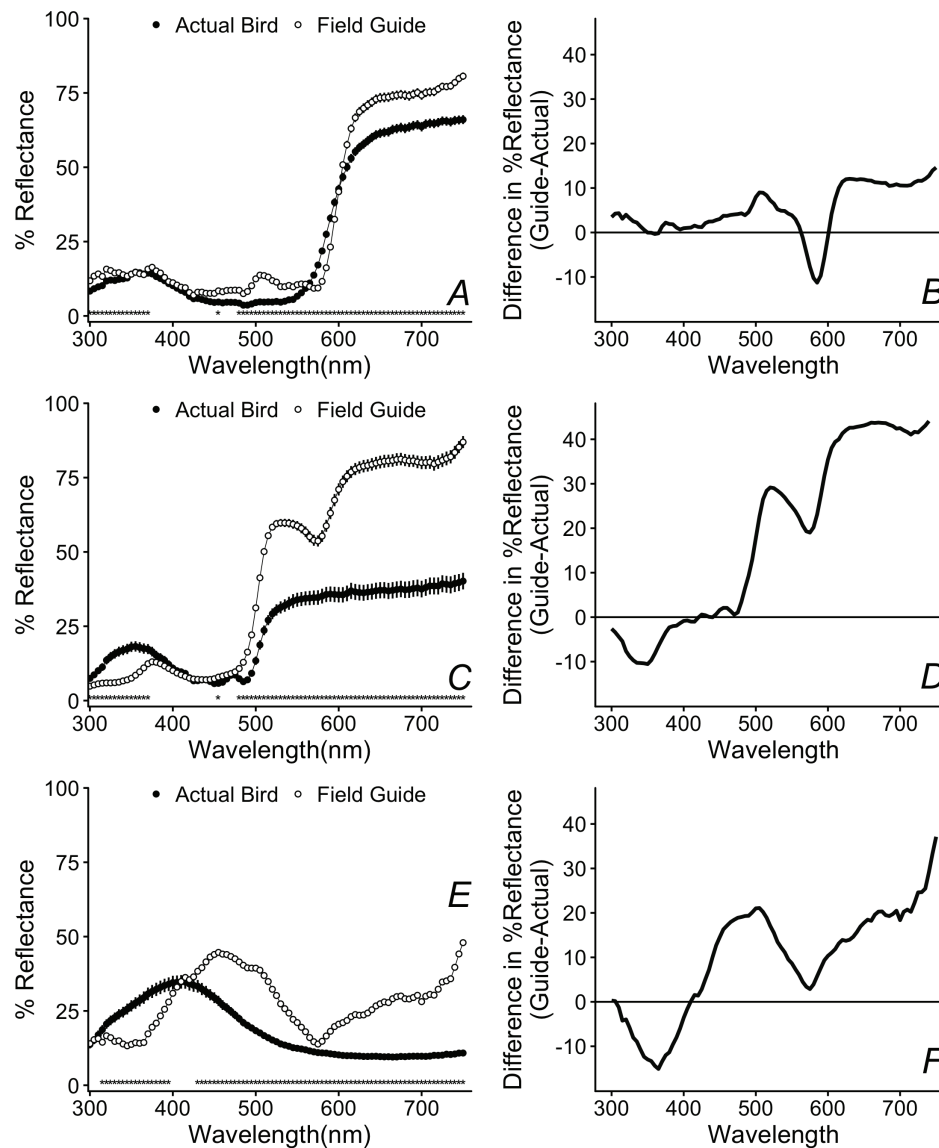 ● Actual Bird ○ Field Guide
100
75
50
25
0
% Reflectance
****************
*
**********************************************************
A
300 400 500 600 700
Wavelength(nm)
Difference in %Reflectance
(Guide-Actual)
40
30
20
10
0
-10
B
300 400 500 600 700
Wavelength
● Actual Bird ○ Field Guide
100
75
50
25
0
% Reflectance
****************
*
**********************************************************
C
300 400 500 600 700
Wavelength(nm)
Difference in %Reflectance
(Guide-Actual)
40
30
20
10
0
-10
D
300 400 500 600 700
Wavelength
● Actual Bird ○ Field Guide
100
75
50
25
0
% Reflectance
E
*****************
*****************************************************************
300 400 500 600 700
Wavelength(nm)
Difference in %Reflectance
(Guide-Actual)
40
30
20
10
0
-10
F
300 400 500 600 700
Wavelength